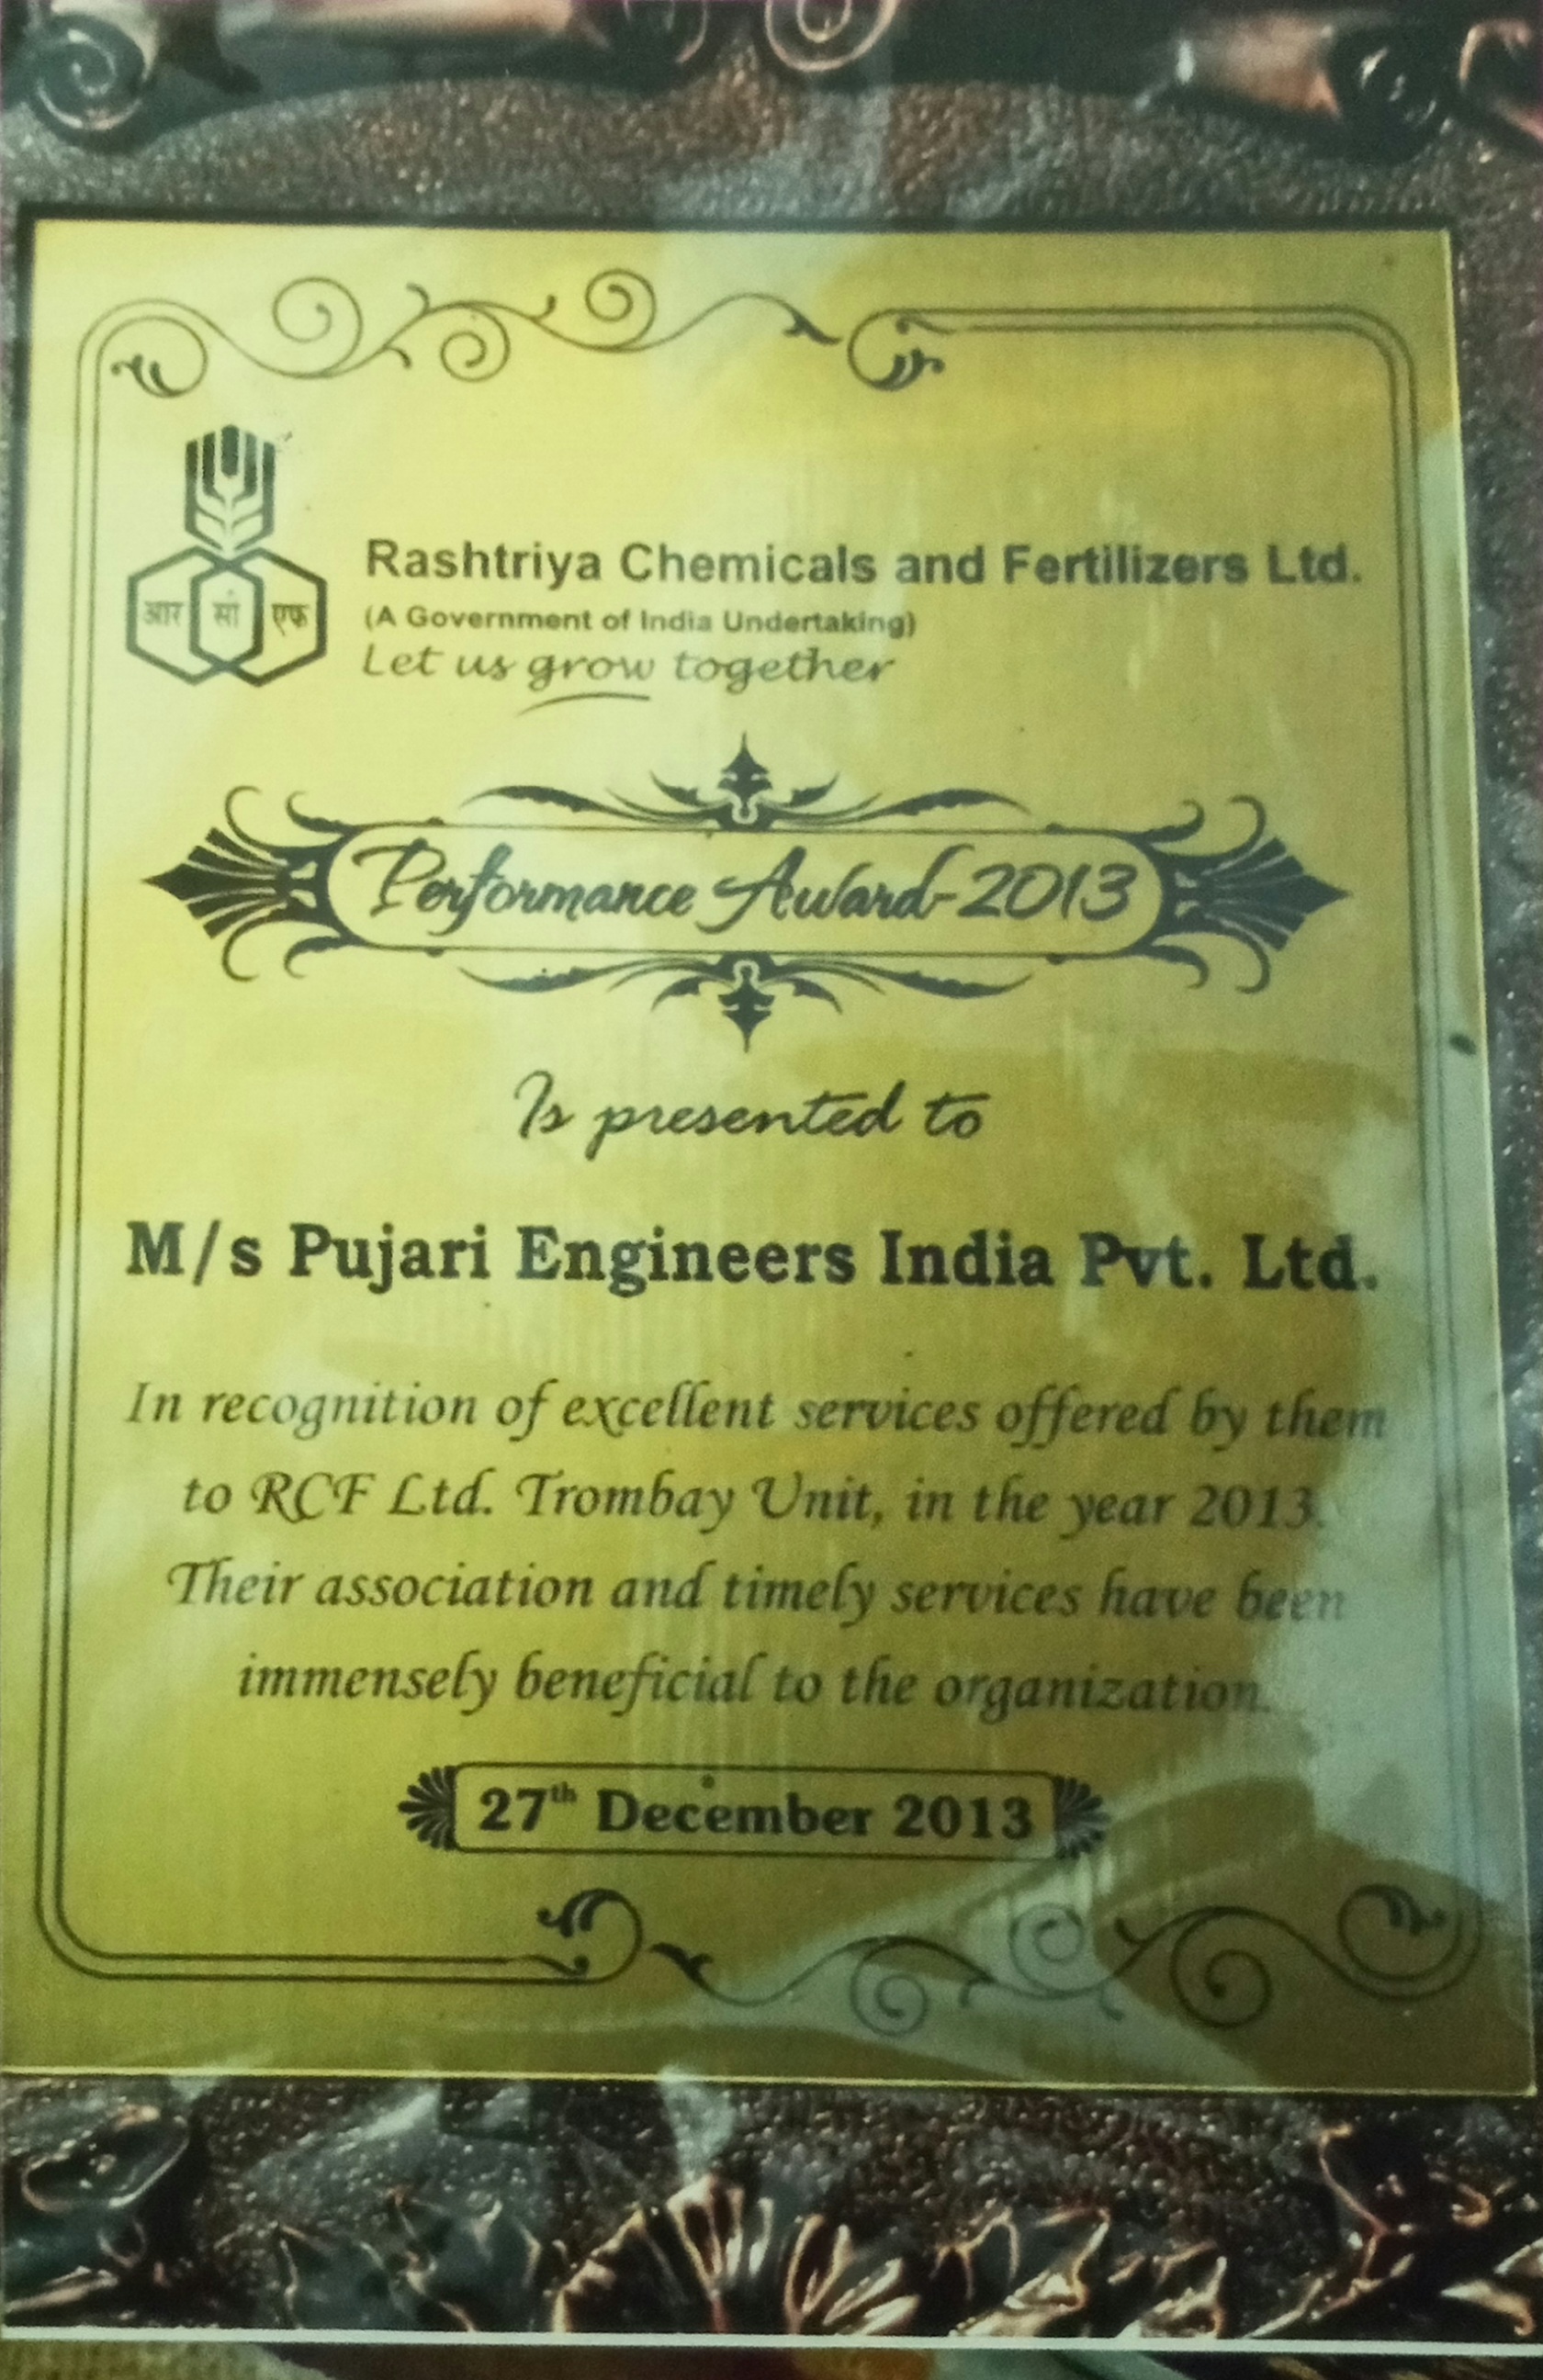 आर सी एफ
Rashtriya Chemicals and Fertilizers Ltd.
(A Government of India Undertaking)
Let us grow together
Performance Award-2013
Is presented to
M/s Pujari Engineers India Pvt. Ltd.
In recognition of excellent services offered by them
to RCF Ltd. Trombay Unit, in the year 2013.
Their association and timely services have been
immensely beneficial to the organization.
27th December 2013